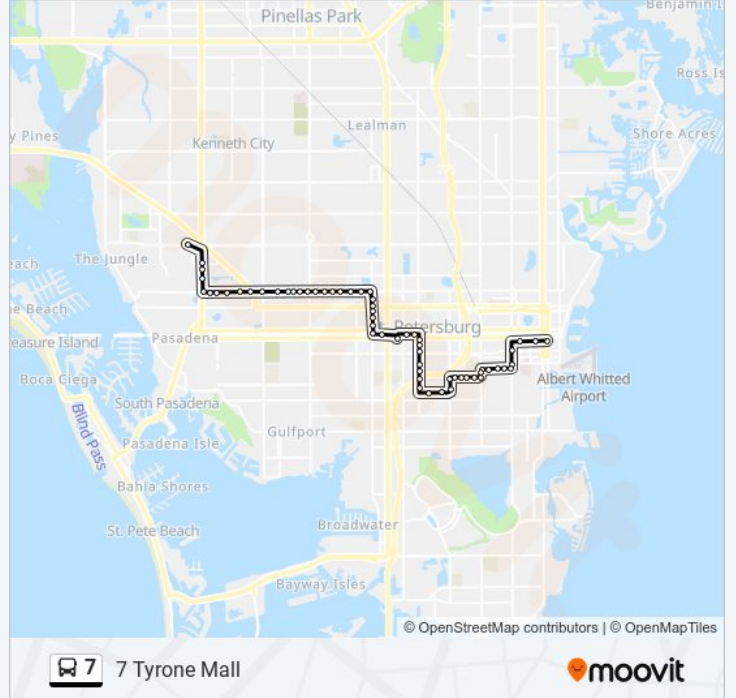 Pinellas Park
Benjamin I
Ross Is
Lealman
Shore Acres
y Pines
Kenneth City
The Jungle
each
e Beach
Petersburg
easure Island
Pasadena
Boca Ciega
Albert Whitted
Airport
South Pasadena
Blind Pass
Gulfport
Pasadena Isle
Bahia Shores
St. Pete Beach
Broadwater
Bayway Isles
© OpenStreetMap contributors | © OpenMapTiles
7 7 Tyrone Mall
moovit